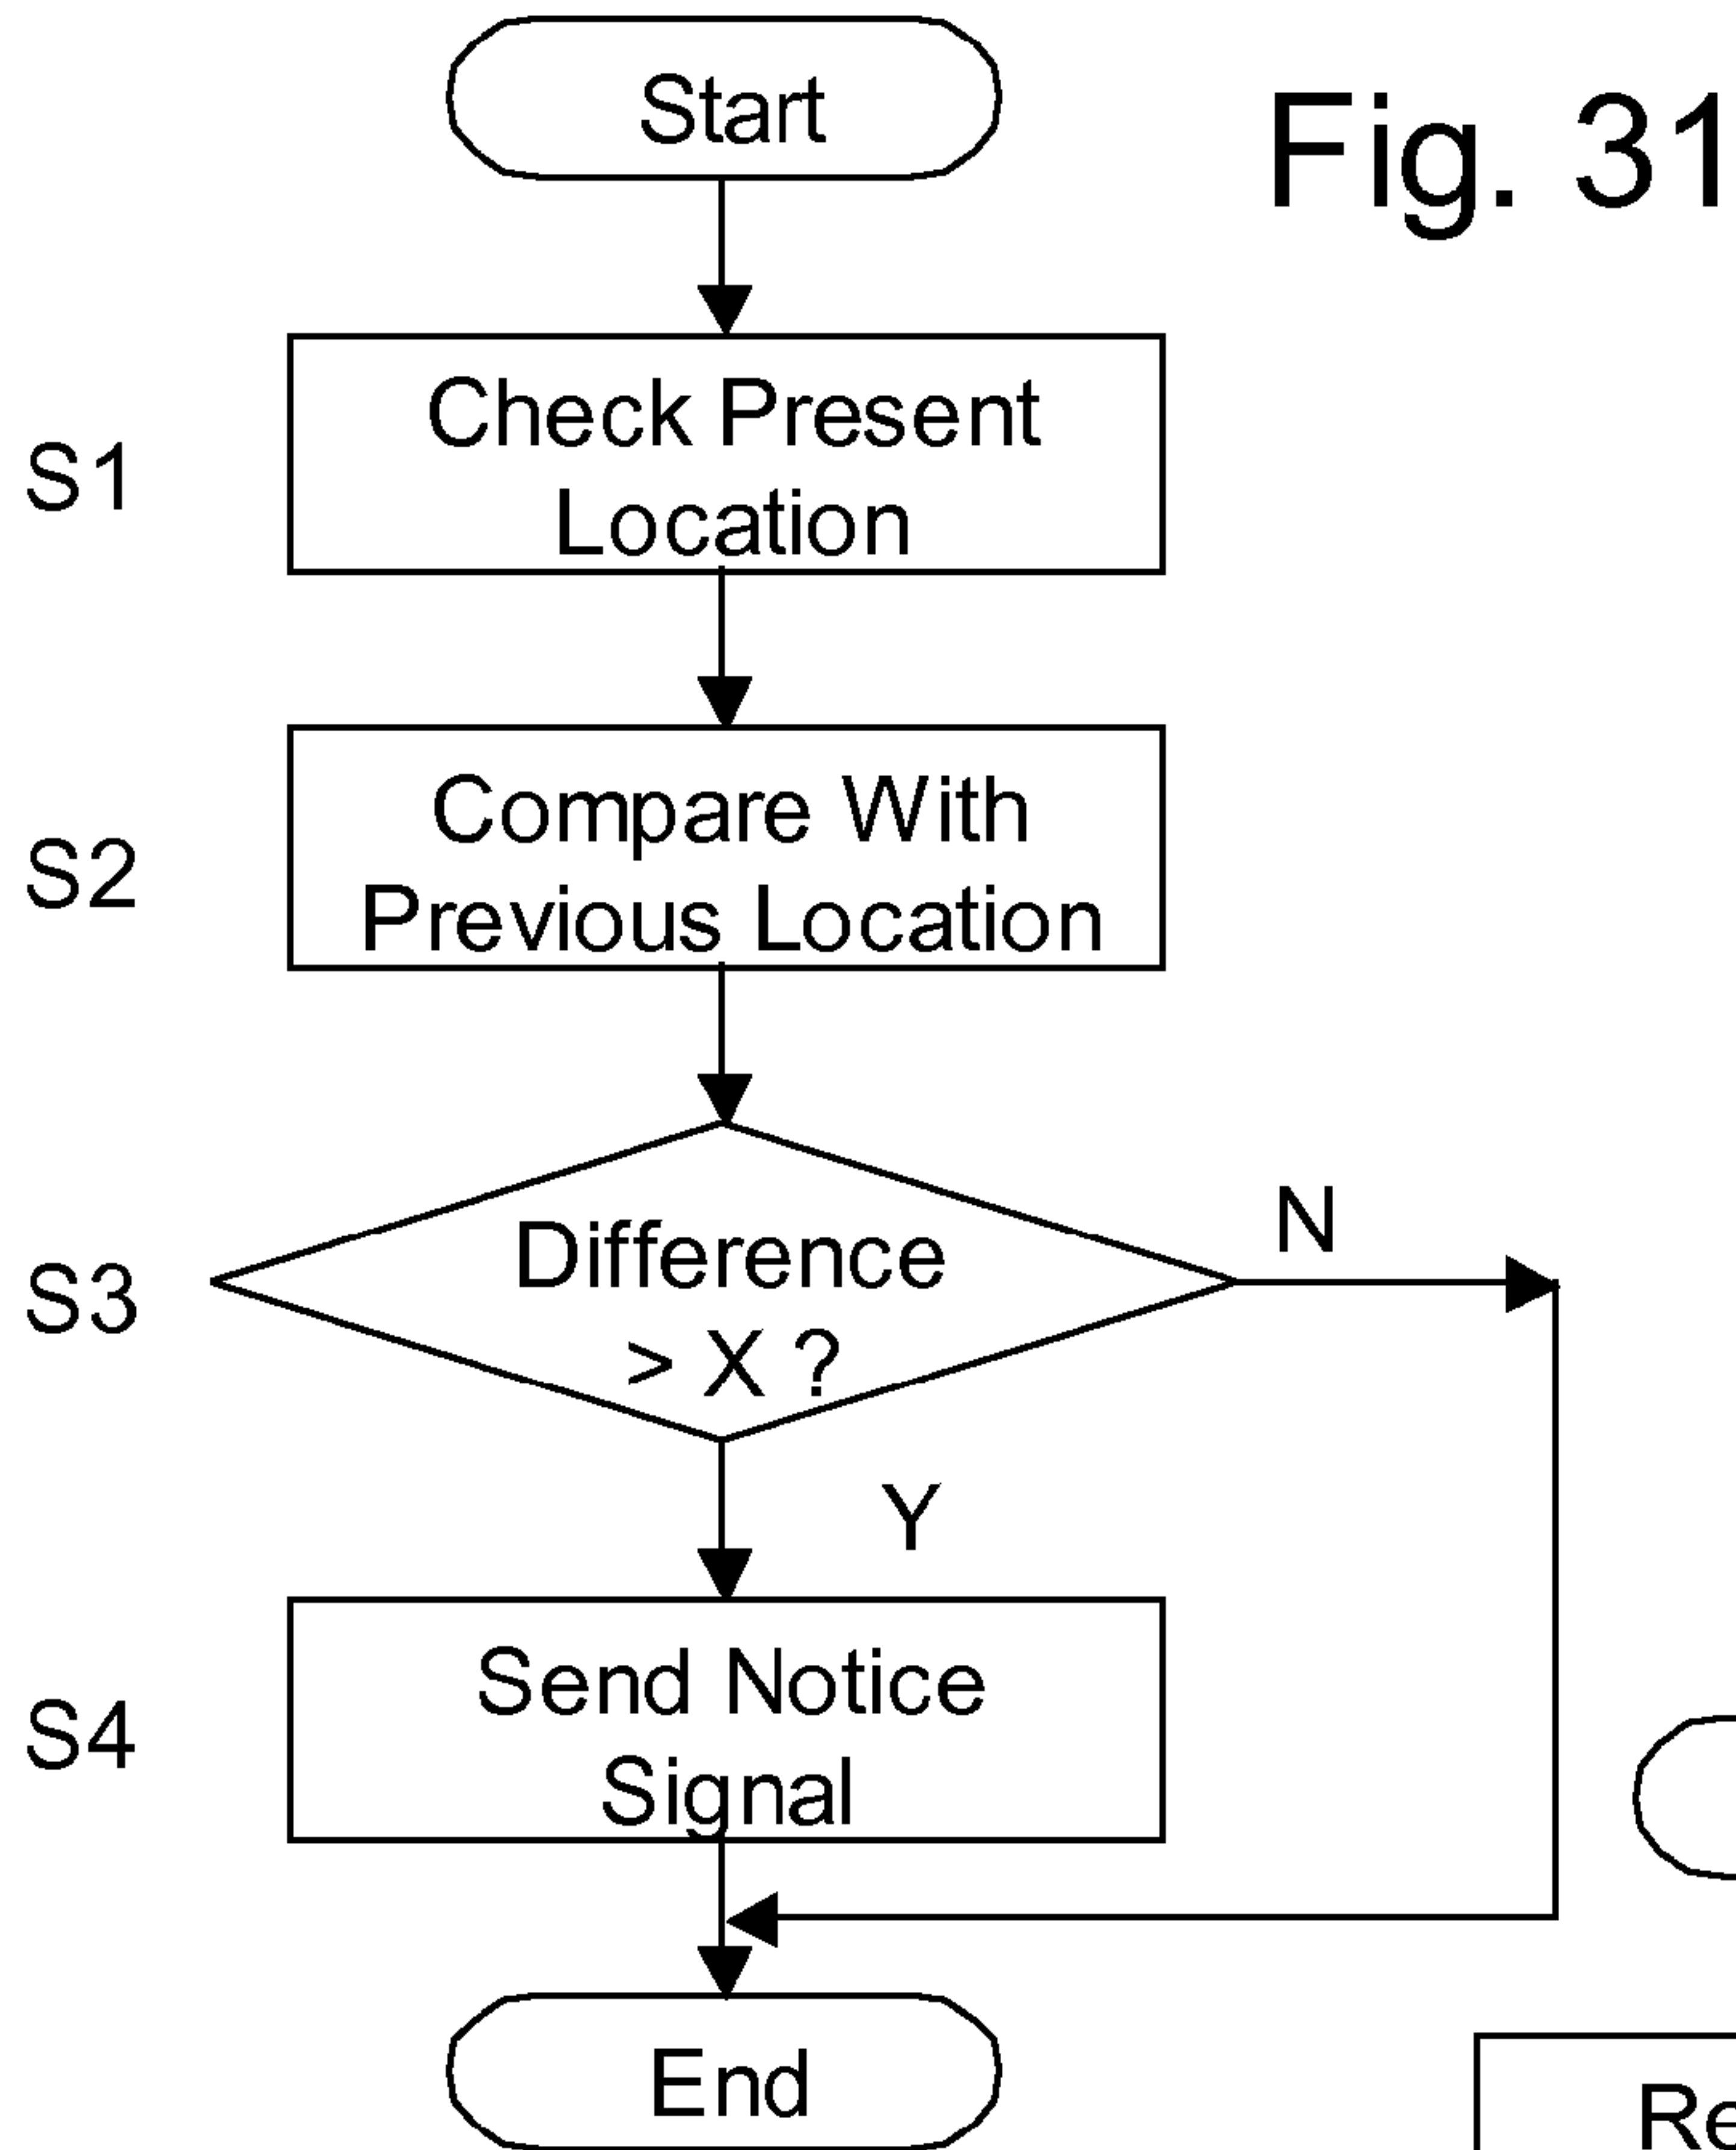 Start
Fig. 31
S1
Check Present
Location
S2
Compare With
Previous Location
S3
Difference
> X ?
N
Y
S4
Send Notice
Signal
End